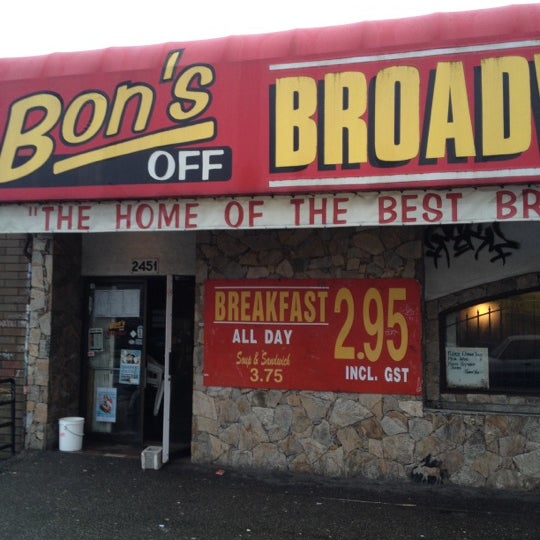 Bon's
OFF
BROADW
"THE HOME OF THE BEST BR
2451
BREAKFAST 2.95
ALL DAY
Soup & Sandwich
3.75
INCL. GST
Bon's